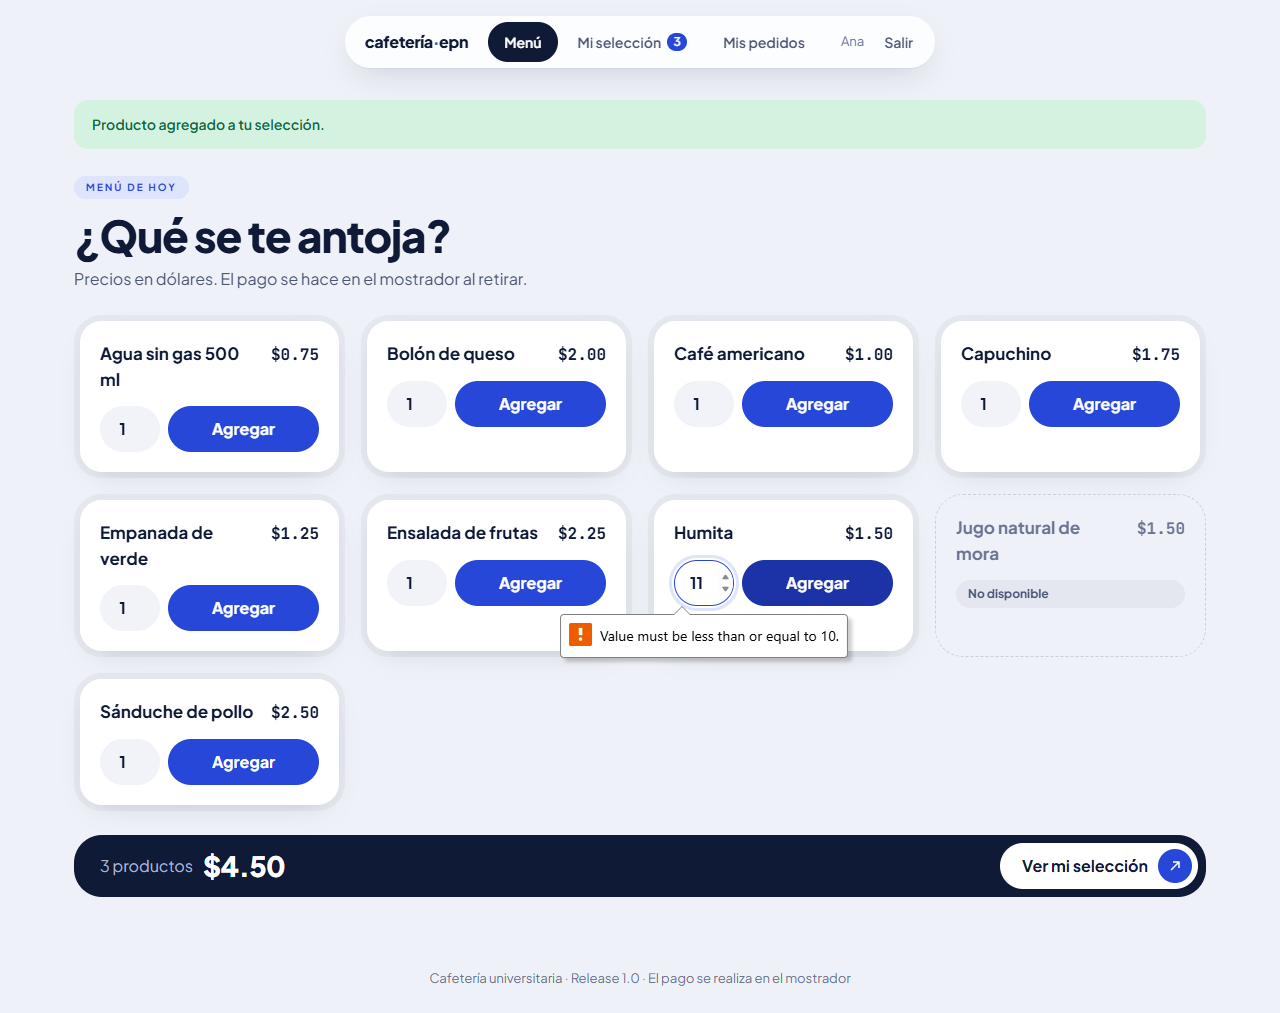 cafetería·epn Menú Mi selección 3 Mis pedidos Ana Salir
Producto agregado a tu selección.
MENÚ DE HOY
¿Qué se te antoja?
Precios en dólares. El pago se hace en el mostrador al retirar.
Agua sin gas 500 ml $0.75
1 Agregar
Bolón de queso $2.00
1 Agregar
Café americano $1.00
1 Agregar
Capuchino $1.75
1 Agregar
Empanada de verde $1.25
1 Agregar
Ensalada de frutas $2.25
1 Agregar
Humita $1.50
11 Agregar
Value must be less than or equal to 10.
Jugo natural de mora $1.50
No disponible
Sánduche de pollo $2.50
1 Agregar
3 productos $4.50 Ver mi selección
Cafetería universitaria · Release 1.0 · El pago se realiza en el mostrador